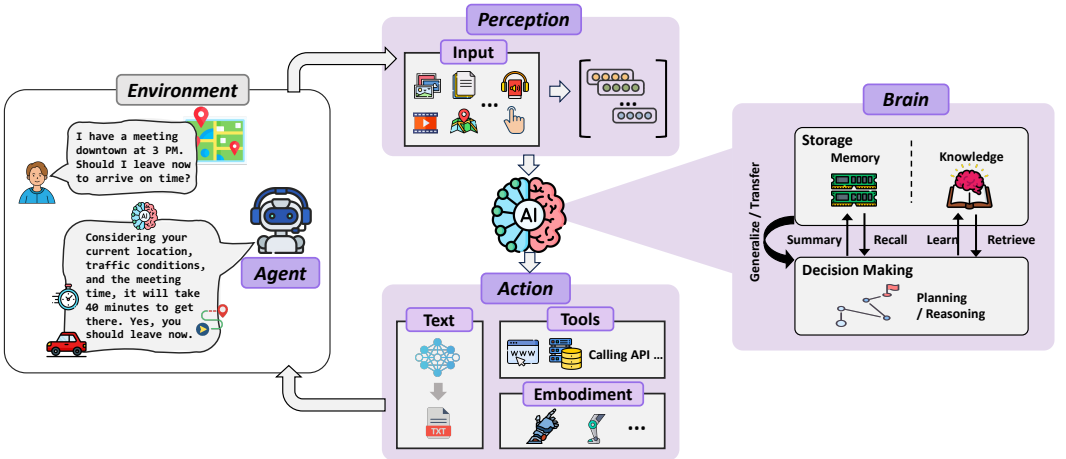 Perception
Input
...
...
Environment
I have a meeting
downtown at 3 PM.
Should I leave now
to arrive on time?
AI
Considering your
current location,
traffic conditions,
and the meeting
time, it will take
40 minutes to get
there. Yes, you
should leave now.
Agent
AI
Action
Text
TXT
Tools
WWW
Calling API ...
Embodiment
...
Brain
Storage
Memory
Knowledge
Generalize / Transfer
Summary
Recall
Learn
Retrieve
Decision Making
Planning
/ Reasoning